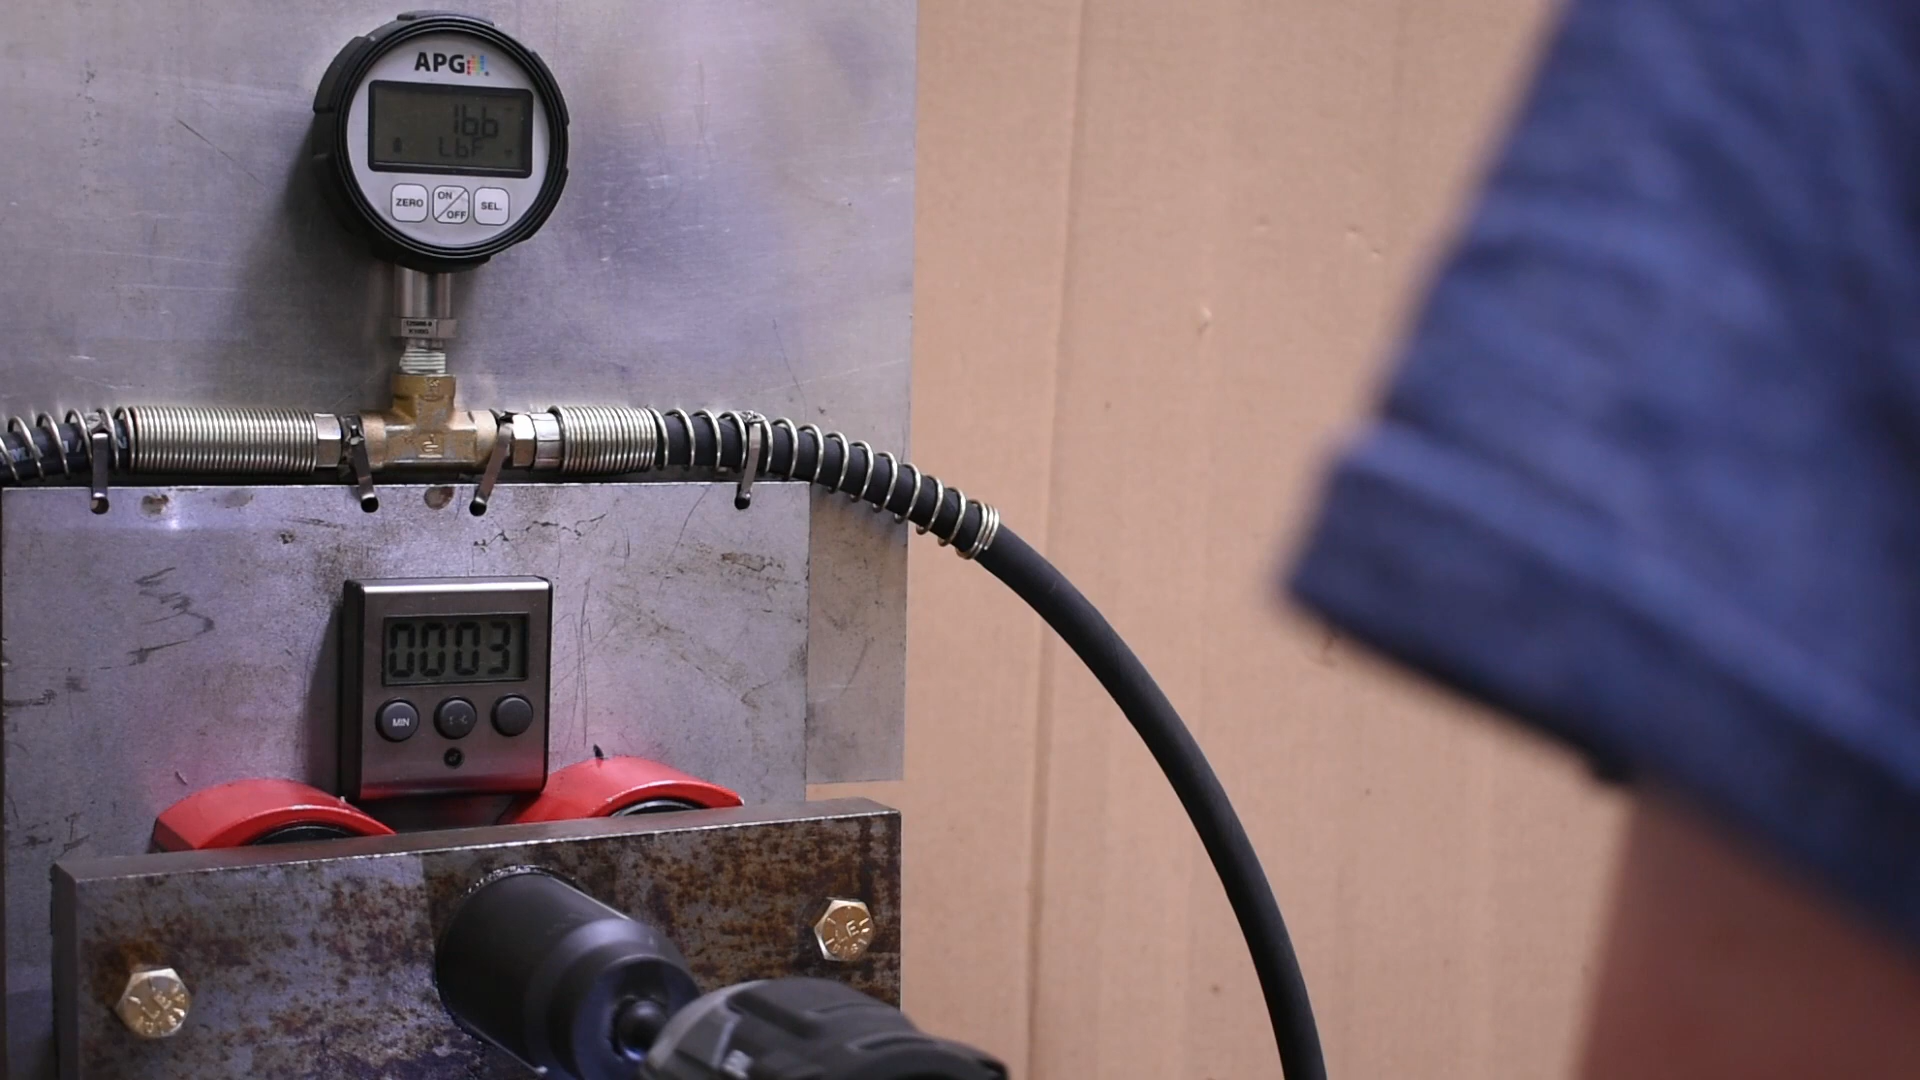 APG
166
LbF
ZERO
ON
OFF
SEL.
0003
MIN